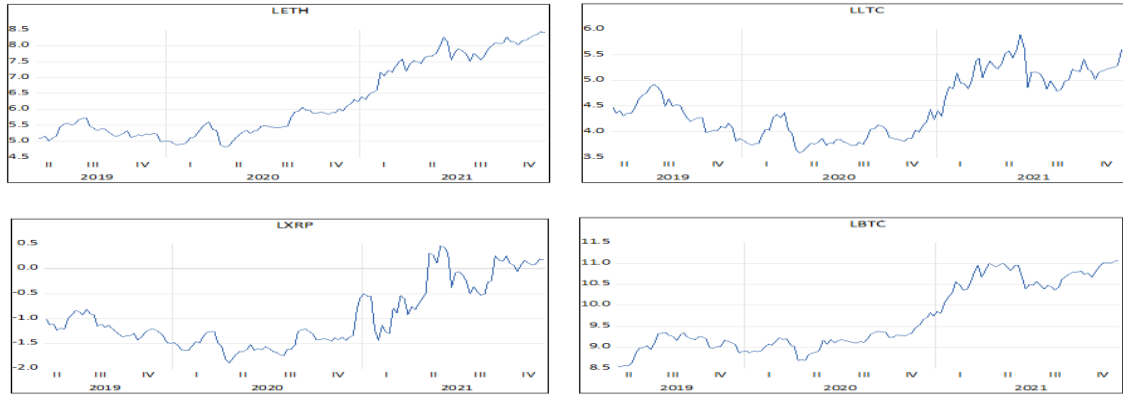 LETH
8.5
8.0
7.5
7.0
6.5
6.0
5.5
5.0
4.5
II III IV I II III IV I II III IV
2019 2020 2021
LLTC
6.0
5.5
5.0
4.5
4.0
3.5
II III IV I II III IV I II III IV
2019 2020 2021
LXRP
0.5
0.0
-0.5
-1.0
-1.5
-2.0
II III IV I II III IV I II III IV
2019 2020 2021
LBTC
11.5
11.0
10.5
10.0
9.5
9.0
8.5
II III IV I II III IV I II III IV
2019 2020 2021